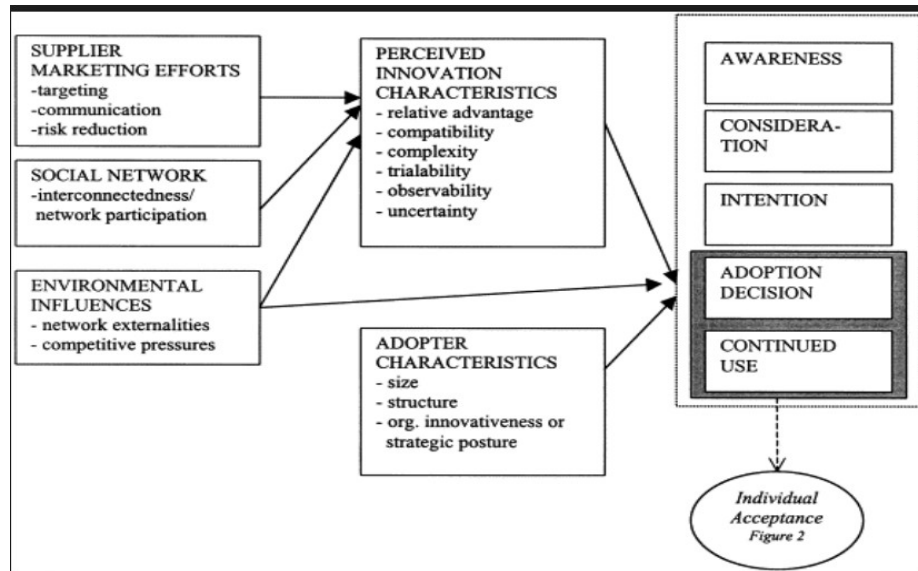 SUPPLIER
MARKETING EFFORTS
-targeting
-communication
-risk reduction
SOCIAL NETWORK
-interconnectedness/
network participation
ENVIRONMENTAL
INFLUENCES
- network externalities
- competitive pressures
PERCEIVED
INNOVATION
CHARACTERISTICS
- relative advantage
- compatibility
- complexity
- trialability
- observability
- uncertainty
ADOPTER
CHARACTERISTICS
- size
- structure
- org. innovativeness or
strategic posture
AWARENESS
CONSIDERA-
TION
INTENTION
ADOPTION
DECISION
CONTINUED
USE
Individual
Acceptance
Figure 2